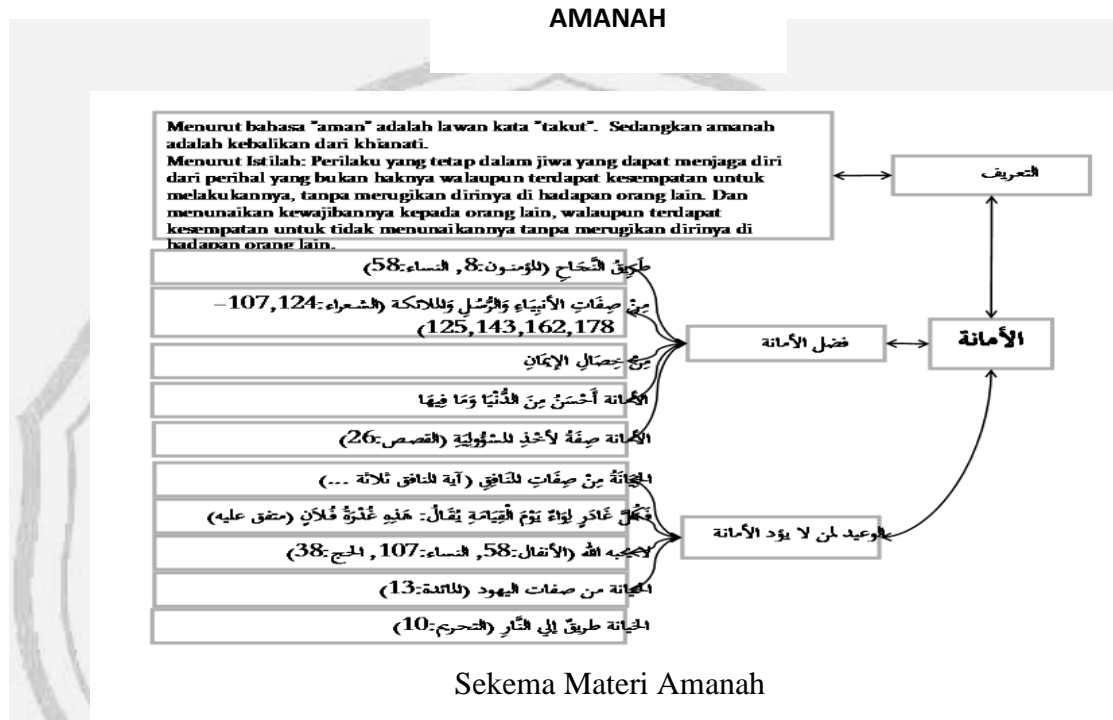 AMANAH
Menurut bahasa "aman" adalah lawan kata "takut". Sedangkan amanah
adalah kebalikan dari khianati.
Menurut Istilah: Perilaku yang tetap dalam jiwa yang dapat menjaga diri
dari perihal yang bukan haknya walaupun terdapat kesempatan untuk
melakukannya, tanpa merugikan dirinya di hadapan orang lain. Dan
menunaikan kewajibannya kepada orang lain, walaupun terdapat
kesempatan untuk tidak menunaikannya tanpa merugikan dirinya di
hadapan orang lain.
التعريف
الأمانة
فضل الأمانة
طَرِيقُ النَّجَاحِ (المؤمنون:8, النساء:58)
مِنْ صِفَاتِ الأَنبِيَاءِ وَالرُّسُلِ وَالملائكة (الشعراء:107,124–
125,143,162,178)
مِنْ خِصَالِ الإِيمَانِ
الأمانة أَحْسَنُ مِنَ الدُّنْيَا وَمَا فِيهَا
الأمانة صِفَةُ لأَخْذِ المسْؤُولِيَةِ (القصص:26)
الوعيد لمن لا يؤد الأمانة
الخِيَانَةُ مِنْ صِفَاتِ المنَافِقِ (آية المنافق ثلاثة ...)
فَكُلُّ غَادَرٍ لِوَاءٌ يَوْمَ الْقِيَامَةِ يُقَالُ: هَذِهِ غُدْرَةُ فُلاَنٍ (متفق عليه)
لا يحبه الله (الأنفال:58, النساء:107, الحج:38)
الخيانة من صفات اليهود (المائدة:13)
الخيانة طريقٌ إلي النَّارِ (التحريم:10)
Sekema Materi Amanah